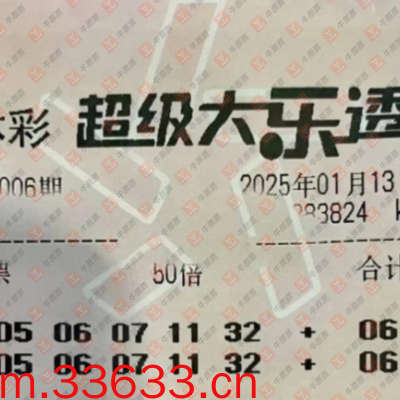 体彩 超级大乐透
006期 2025年01月13
383824
票 50倍 合计
05 06 07 11 32 + 06
05 06 07 11 32 + 06
m.33633.cn